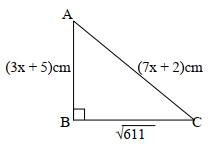 A
(3x + 5)cm
(7x + 2)cm
B
C
√611